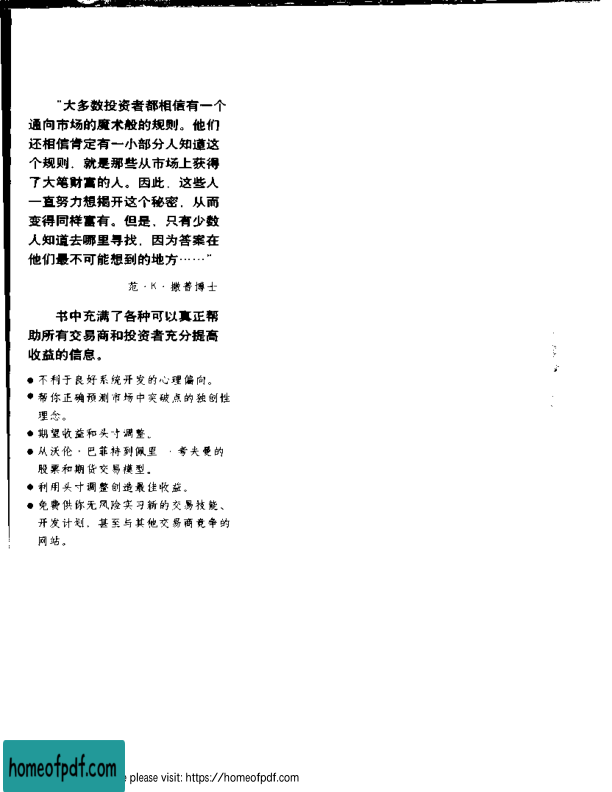 “大多数投资者都相信有一个
通向市场的魔术般的规则。他们
还相信肯定有一小部分人知道这
个规则，就是那些从市场上获得
了大笔财富的人。因此，这些人
一直努力想揭开这个秘密，从而
变得同样富有。但是，只有少数
人知道去哪里寻找，因为答案在
他们最不可能想到的地方……”
范·K·撒普博士
书中充满了各种可以真正帮
助所有交易商和投资者充分提高
收益的信息。
●不利于良好系统开发的心理偏向。
●帮你正确预测市场中突破点的独创性
理念。
●期望收益和头寸调整。
●从沃伦·巴菲特到佩里·考夫曼的
股票和期货交易模型。
●利用头寸调整创造最佳收益。
●免费供你无风险实习新的交易技能、
开发计划，甚至与其他交易商竞争的
网站。
homeofpdf.com
please visit: https://homeofpdf.com